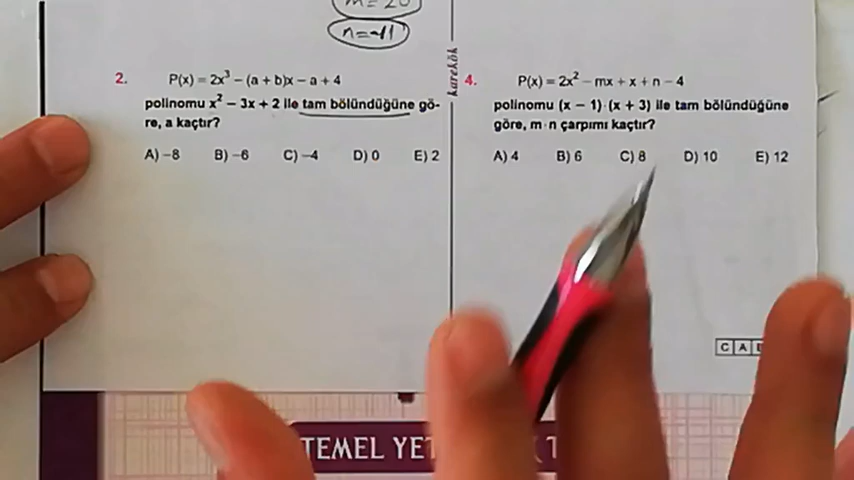 m=20
n=-11
2. P(x) = 2x³ – (a + b)x – a + 4
polinomu x² – 3x + 2 ile tam bölündüğüne gö-
re, a kaçtır?
A) –8 B) –6 C) –4 D) 0 E) 2
karekök
4. P(x) = 2x² – mx + x + n – 4
polinomu (x – 1)·(x + 3) ile tam bölündüğüne
göre, m·n çarpımı kaçtır?
A) 4 B) 6 C) 8 D) 10 E) 12
C A
TEMEL